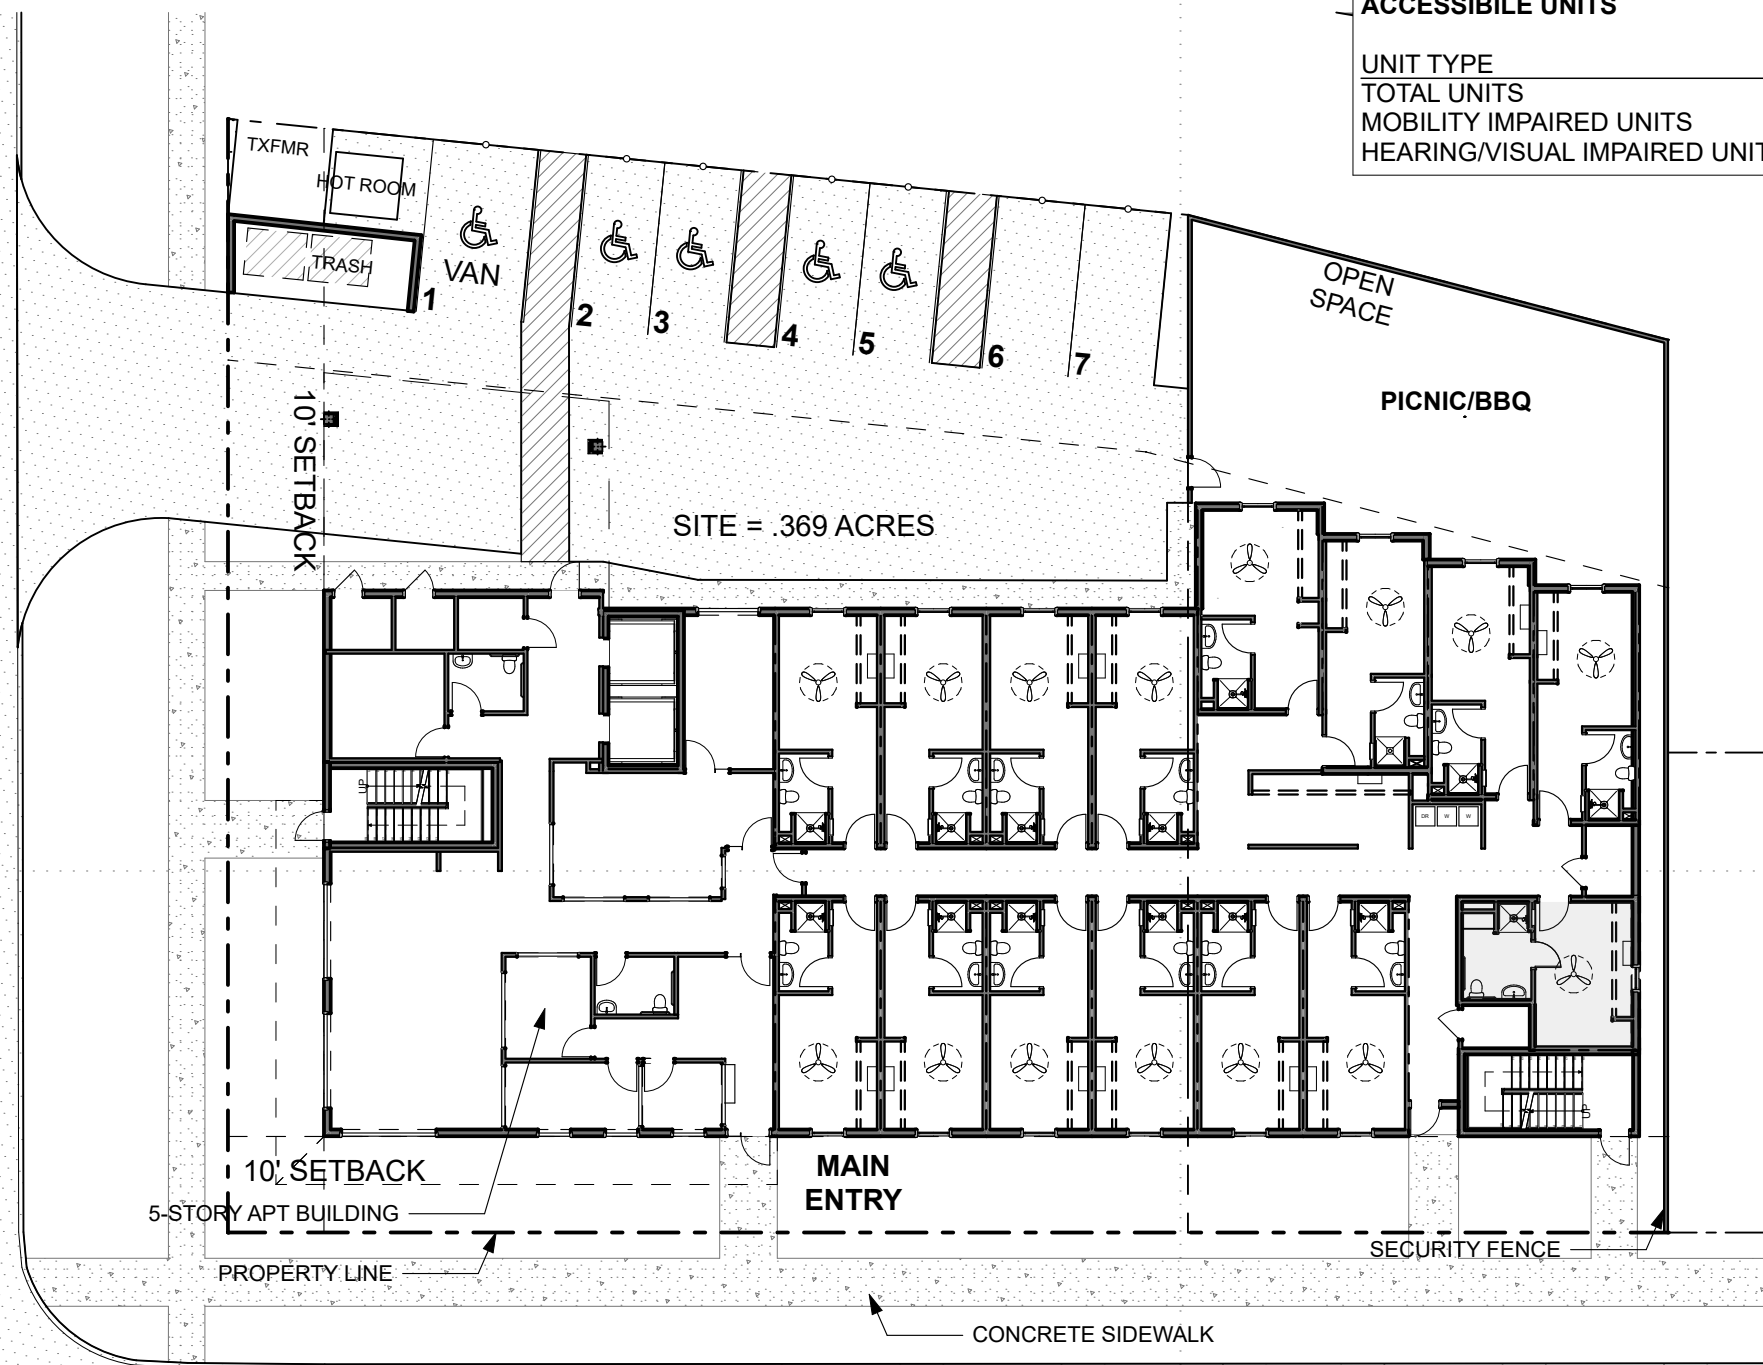 ACCESSIBILE UNITS
UNIT TYPE
TOTAL UNITS
MOBILITY IMPAIRED UNITS
HEARING/VISUAL IMPAIRED UNIT
TXFMR
HOT ROOM
TRASH
VAN
1
2
3
4
5
6
7
OPEN
SPACE
PICNIC/BBQ
10' SETBACK
SITE = .369 ACRES
UP
DR
W
W
UP
10' SETBACK
MAIN
ENTRY
5-STORY APT BUILDING
PROPERTY LINE
SECURITY FENCE
CONCRETE SIDEWALK